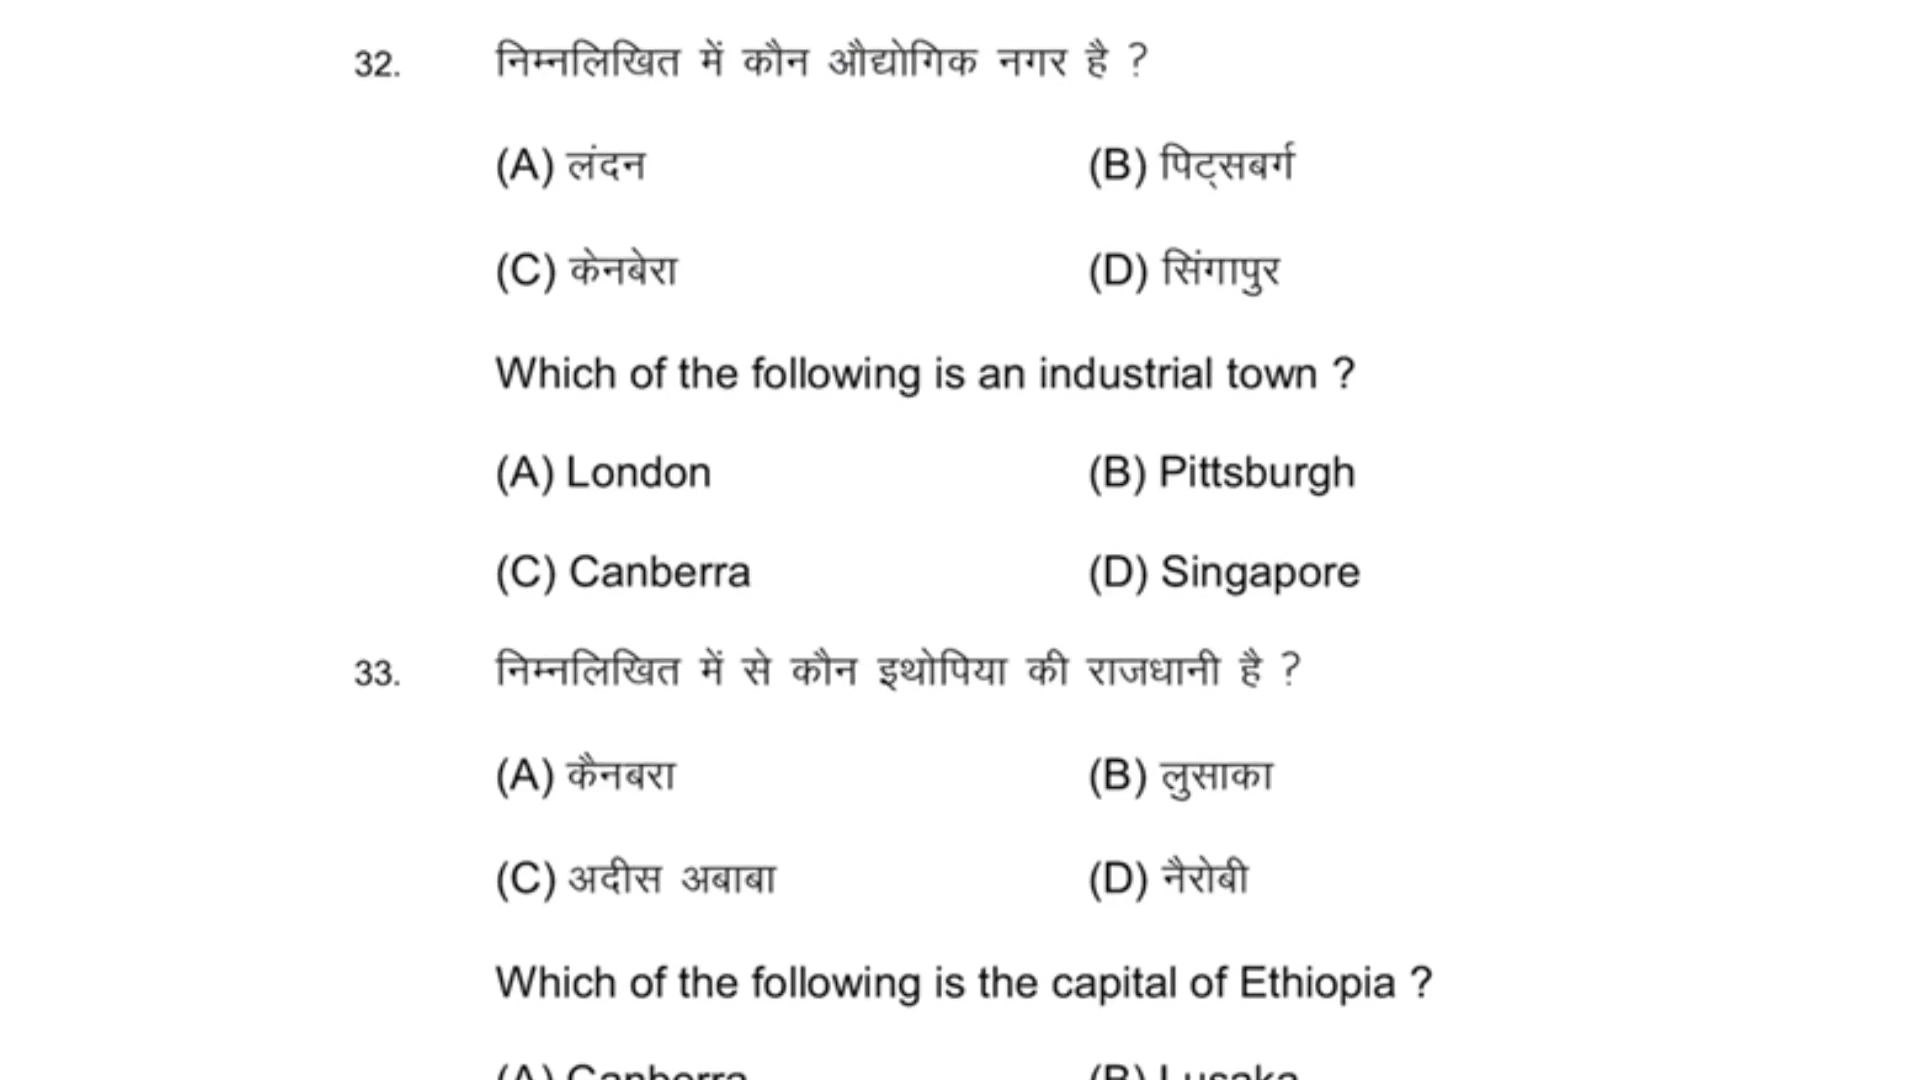 32. निम्नलिखित में कौन औद्योगिक नगर है ?
(A) लंदन (B) पिट्सबर्ग
(C) केनबेरा (D) सिंगापुर
Which of the following is an industrial town ?
(A) London (B) Pittsburgh
(C) Canberra (D) Singapore
33. निम्नलिखित में से कौन इथोपिया की राजधानी है ?
(A) कैनबरा (B) लुसाका
(C) अदीस अबाबा (D) नैरोबी
Which of the following is the capital of Ethiopia ?
(A) Canberra (B) Lusaka